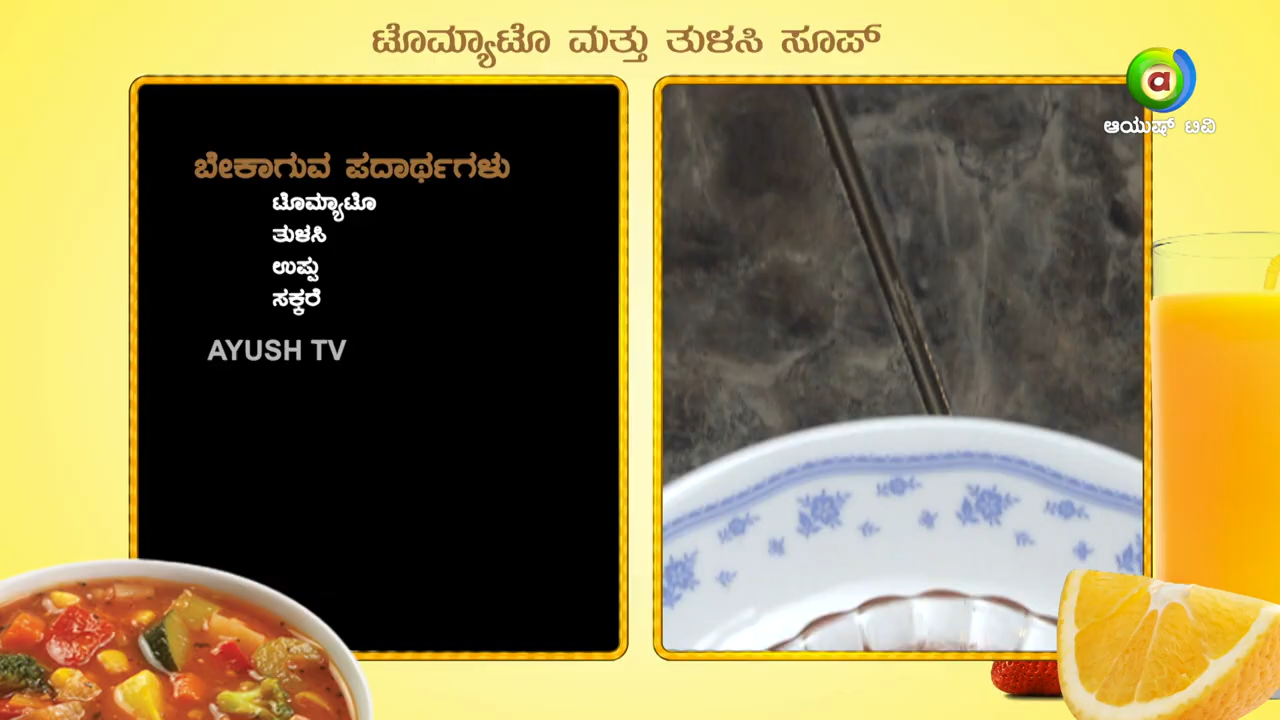 ಟೊಮ್ಯಾಟೊ ಮತ್ತು ತುಳಸಿ ಸೂಪ್
a
ಆಯುಷ್ ಟಿವಿ
ಬೇಕಾಗುವ ಪದಾರ್ಥಗಳು
ಟೊಮ್ಯಾಟೊ
ತುಳಸಿ
ಉಪ್ಪು
ಸಕ್ಕರೆ
AYUSH TV